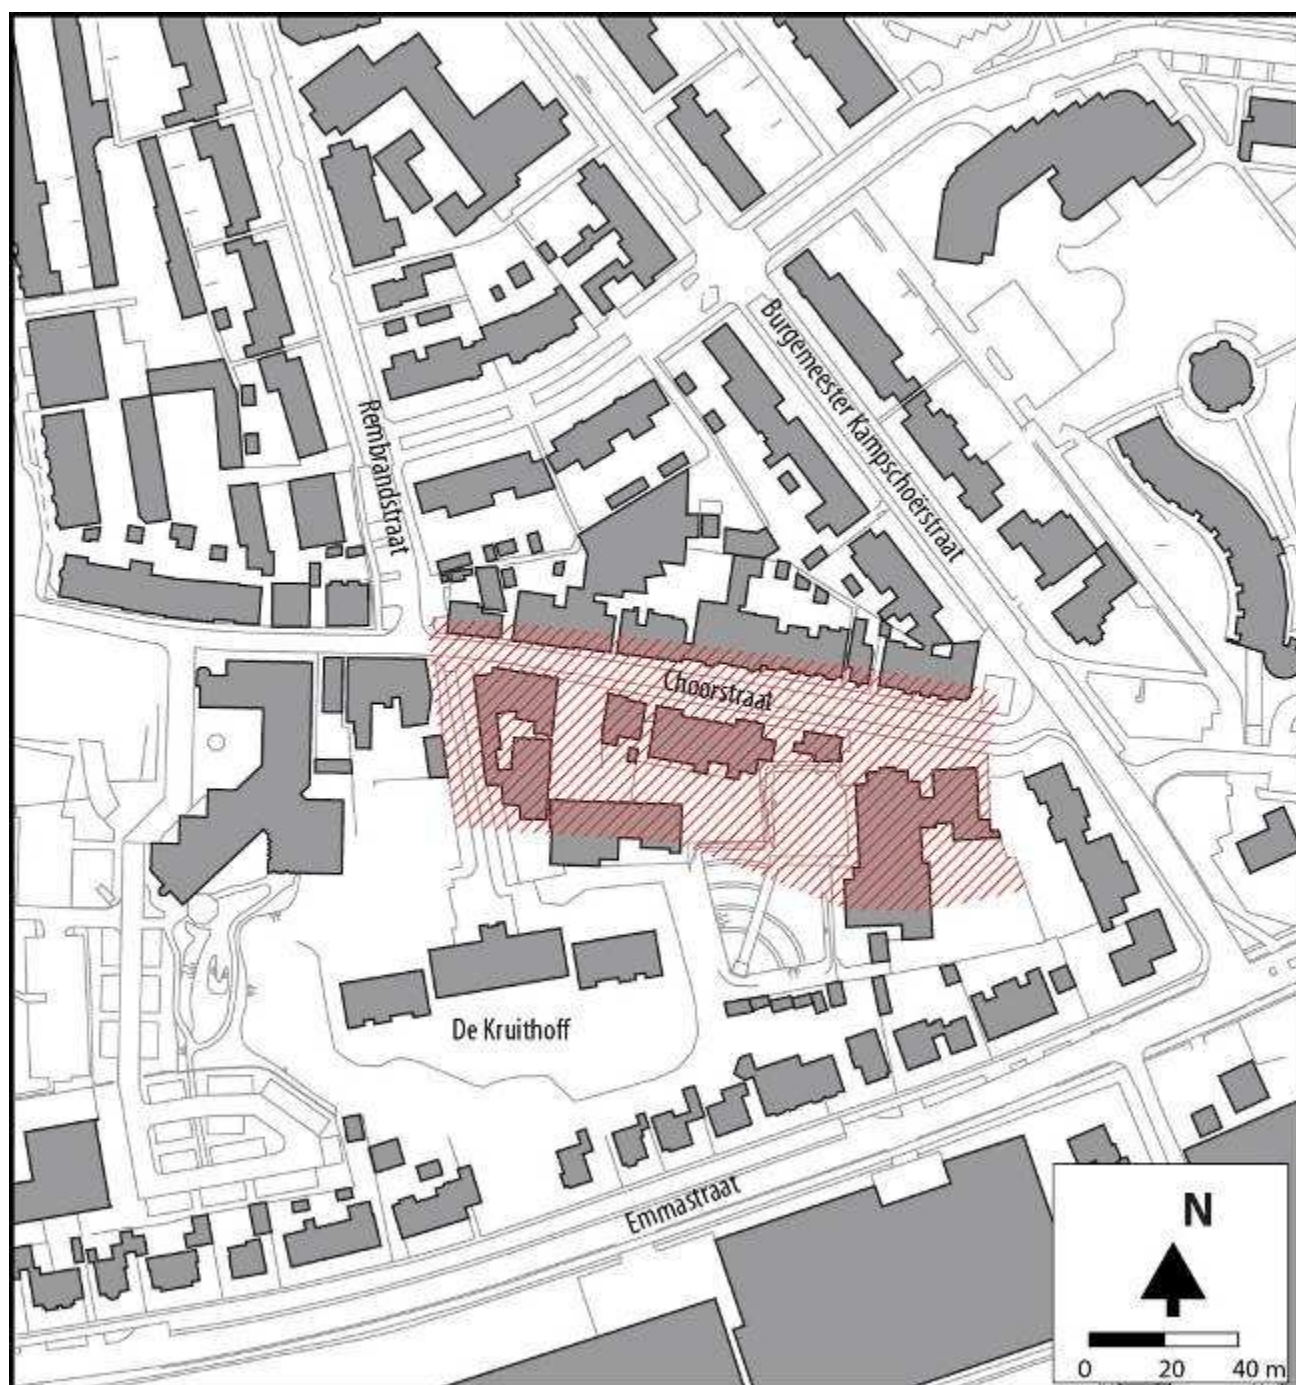 Burgemeester Kampschoërstraat
Rembrandstraat
Choorstraat
De Kruithoff
Emmastraat
N
0 20 40 m